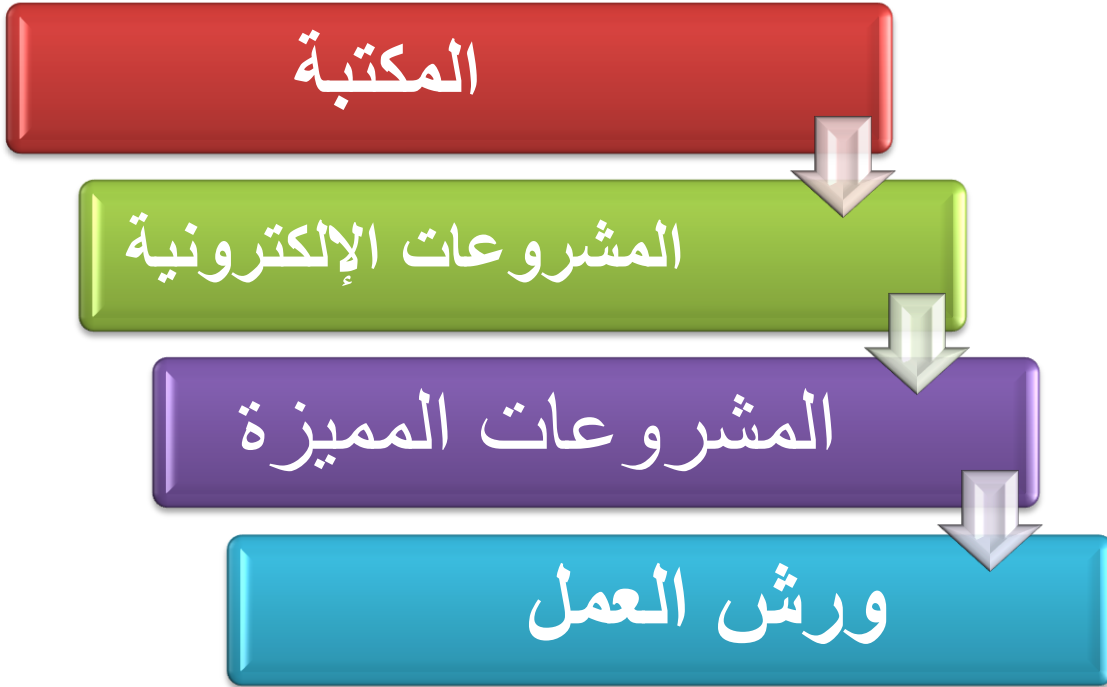 المكتبة
المشروعات الإلكترونية
المشروعات المميزة
ورش العمل